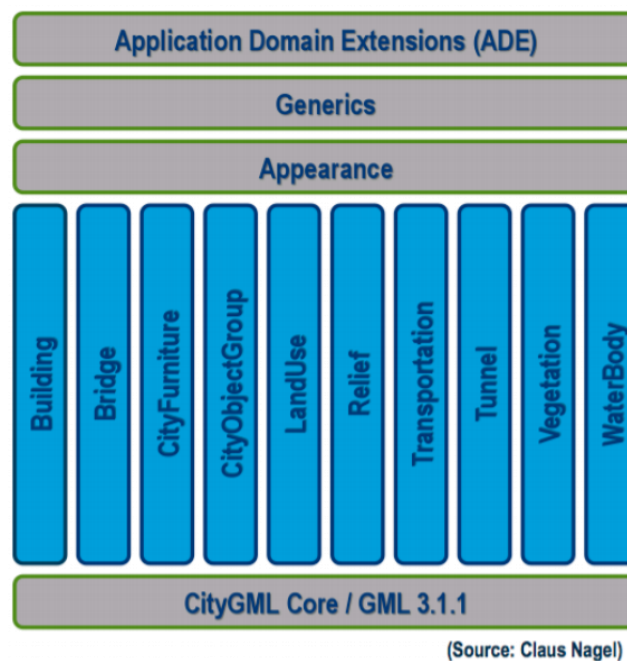 Application Domain Extensions (ADE)
Generics
Appearance
Building
Bridge
CityFurniture
CityObjectGroup
LandUse
Relief
Transportation
Tunnel
Vegetation
WaterBody
CityGML Core / GML 3.1.1
(Source: Claus Nagel)